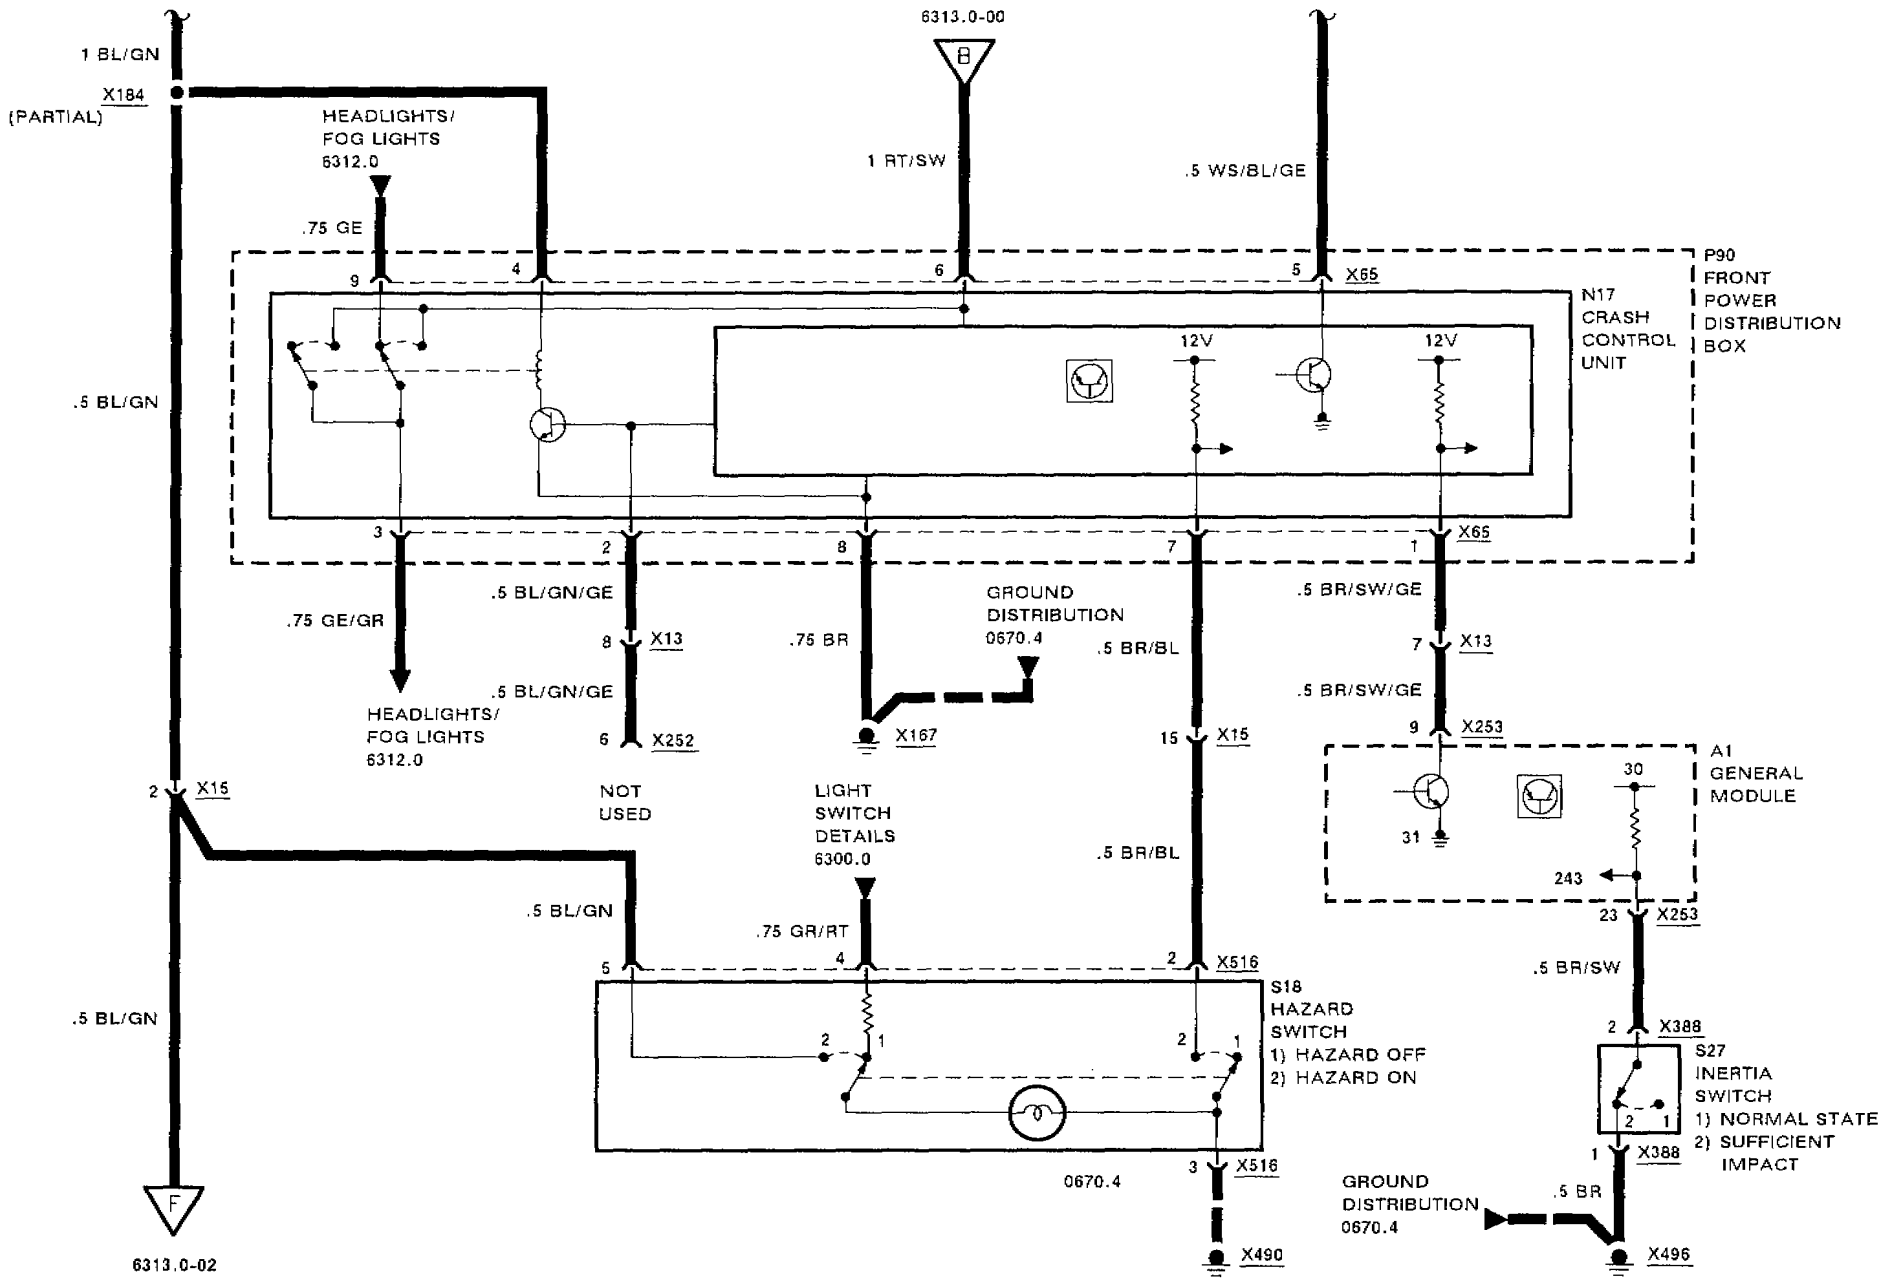 6313.0-00
B
1 BL/GN
X184
(PARTIAL)
HEADLIGHTS/
FOG LIGHTS
6312.0
1 RT/SW
.5 WS/BL/GE
.75 GE
9
4
6
5
X65
P90
FRONT
POWER
DISTRIBUTION
BOX
N17
CRASH
CONTROL
UNIT
12V
12V
.5 BL/GN
3
2
8
7
1
X65
.75 GE/GR
.5 BL/GN/GE
8
X13
.5 BL/GN/GE
6
X252
NOT
USED
.75 BR
GROUND
DISTRIBUTION
0670.4
X167
.5 BR/BL
15
X15
.5 BR/BL
.5 BR/SW/GE
7
X13
.5 BR/SW/GE
9
X253
HEADLIGHTS/
FOG LIGHTS
6312.0
2
X15
LIGHT
SWITCH
DETAILS
6300.0
A1
GENERAL
MODULE
30
31
243
23
X253
.5 BL/GN
.75 GR/RT
5
4
2
X516
.5 BR/SW
2
X388
.5 BL/GN
S18
HAZARD
SWITCH
1) HAZARD OFF
2) HAZARD ON
2
1
2
1
S27
INERTIA
SWITCH
1) NORMAL STATE
2) SUFFICIENT
IMPACT
2
1
1
X388
3
X516
0670.4
.5 BR
GROUND
DISTRIBUTION
0670.4
F
6313.0-02
X490
X496